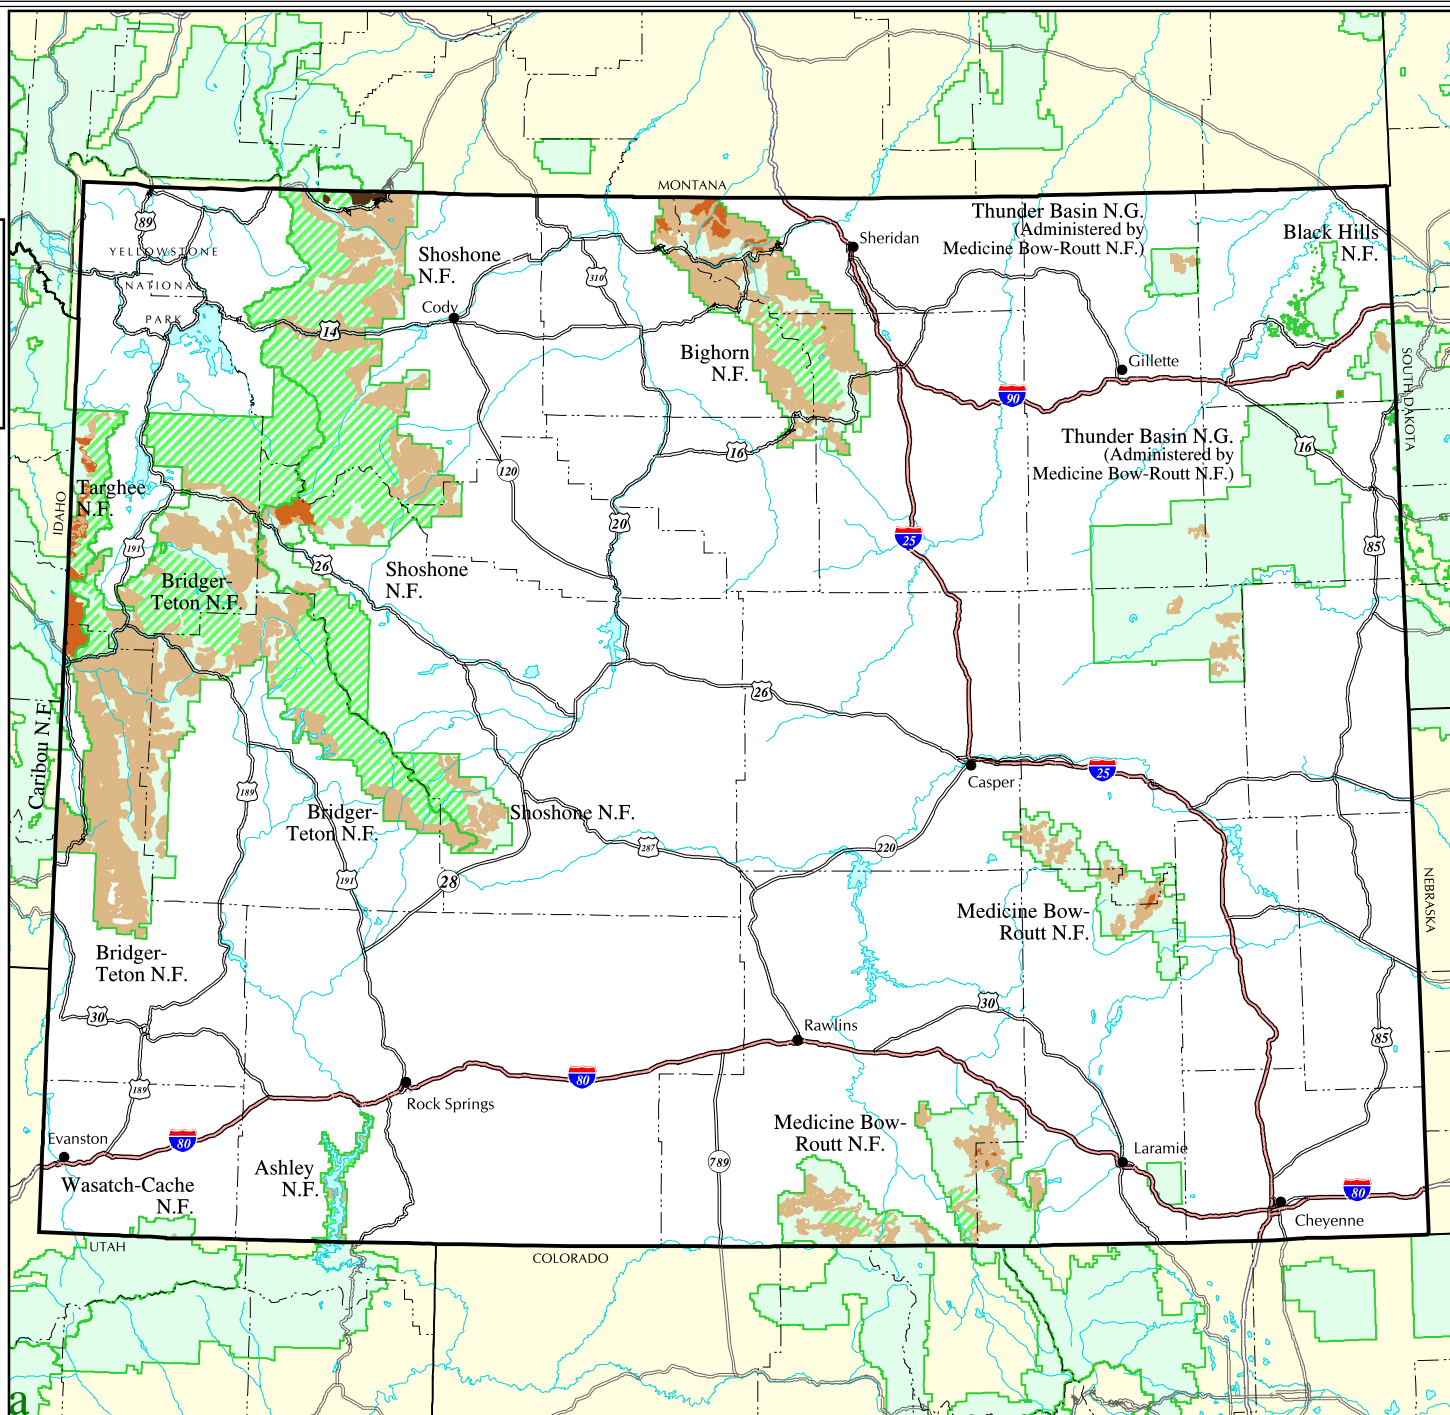 MONTANA
89
YELLOWSTONE
NATIONAL
PARK
Shoshone
N.F.
Cody
14
310
Sheridan
Thunder Basin N.G.
(Administered by
Medicine Bow-Routt N.F.)
Black Hills
N.F.
Bighorn
N.F.
Gillette
90
SOUTH DAKOTA
Thunder Basin N.G.
(Administered by
Medicine Bow-Routt N.F.)
16
16
120
IDAHO
Targhee
N.F.
20
25
191
85
26
Shoshone
N.F.
Bridger-
Teton N.F.
26
Caribou N.F.
189
Casper
25
Bridger-
Teton N.F.
Shoshone N.F.
287
220
191
28
NEBRASKA
Medicine Bow-
Routt N.F.
Bridger-
Teton N.F.
30
30
Rawlins
85
189
80
Rock Springs
Evanston
80
Medicine Bow-
Routt N.F.
789
Laramie
Ashley
N.F.
Wasatch-Cache
N.F.
80
Cheyenne
UTAH
COLORADO
a